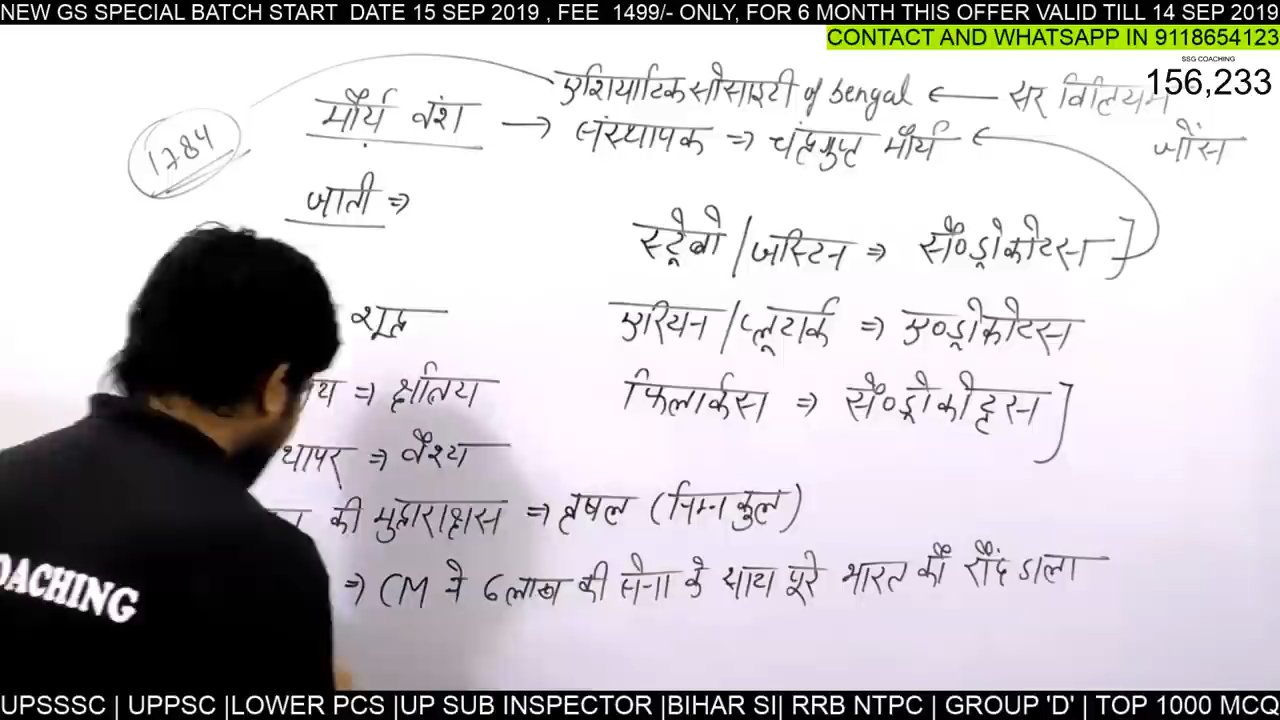 NEW GS SPECIAL BATCH START DATE 15 SEP 2019 , FEE 1499/- ONLY, FOR 6 MONTH THIS OFFER VALID TILL 14 SEP 2019
CONTACT AND WHATSAPP IN 9118654123
SSG COACHING
156,233
एशियाटिक सोसाइटी of bengal ← सर विलियम जोंस
1784
मौर्य वंश → संस्थापक ⇒ चंद्रगुप्त मौर्य ←
जाती ⇒
स्ट्रेबो / जस्टिन ⇒ सैण्ड्रोकोटस ]
शूद्र
एरियन / प्लूटार्क ⇒ एण्ड्रोकोटस
⇒ क्षत्रिय
फिलार्कस ⇒ सैण्ड्रोकोट्टस ]
थापर ⇒ वैश्य
की मुद्राराक्षस ⇒ वृषल (निम्न कुल)
⇒ CM ने 6 लाख की सेना के साथ पूरे भारत को रौंद डाला
OACHING
UPSSSC | UPPSC |LOWER PCS |UP SUB INSPECTOR |BIHAR SI| RRB NTPC | GROUP 'D' | TOP 1000 MCQ